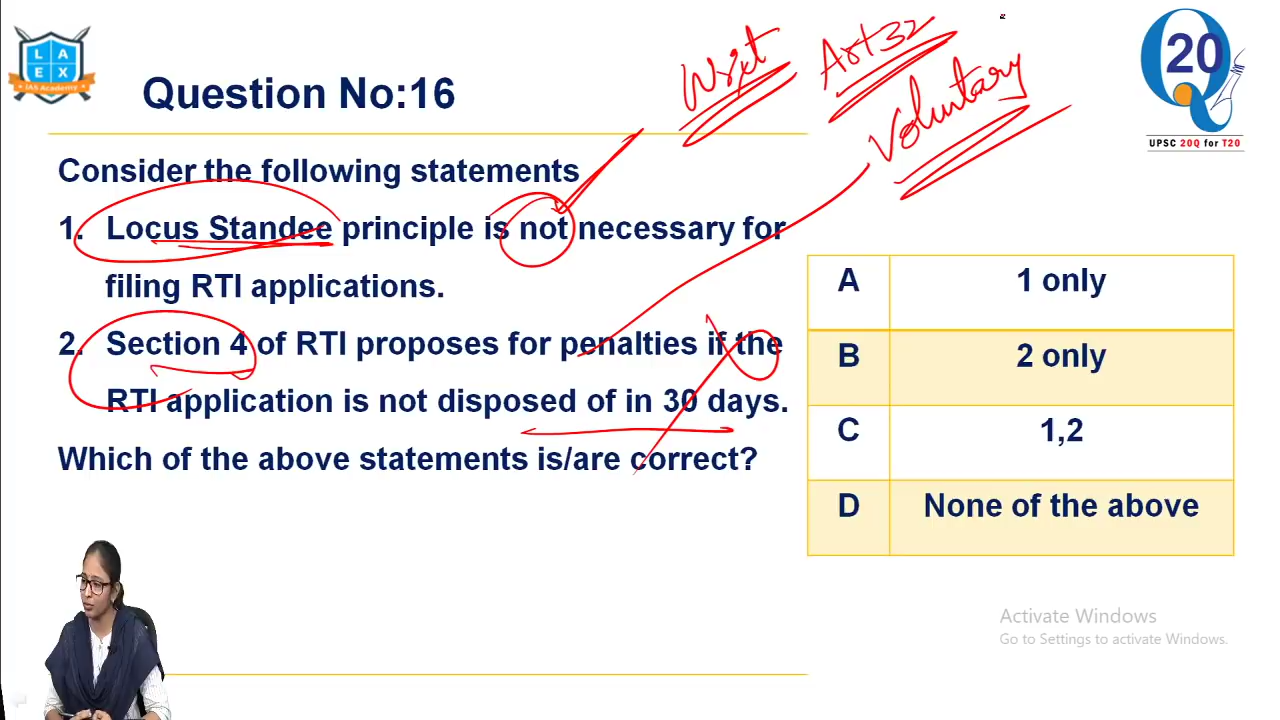 L A
E X
IAS Academy
Question No:16
Writ Art 32
Voluntary
Q 20
UPSC 20Q for T20
Consider the following statements
1. Locus Standee principle is not necessary for
filing RTI applications.
2. Section 4 of RTI proposes for penalties if the
RTI application is not disposed of in 30 days.
Which of the above statements is/are correct?
A 1 only
B 2 only
C 1,2
D None of the above
Activate Windows
Go to Settings to activate Windows.